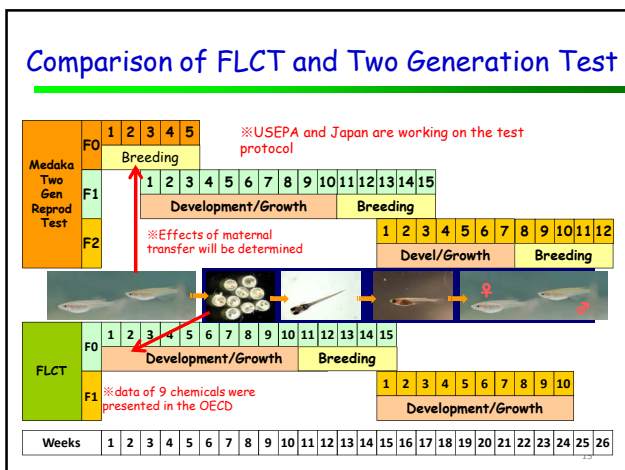 Comparison of FLCT and Two Generation Test
Medaka
Two
Gen
Reprod
Test
F0
1 2 3 4 5
Breeding
※USEPA and Japan are working on the test
protocol
F1
1 2 3 4 5 6 7 8 9 10 11 12 13 14 15
Development/Growth Breeding
※Effects of maternal
transfer will be determined
F2
1 2 3 4 5 6 7 8 9 10 11 12
Devel/Growth Breeding
♀
♂
FLCT
F0
1 2 3 4 5 6 7 8 9 10 11 12 13 14 15
Development/Growth Breeding
F1
※data of 9 chemicals were
presented in the OECD
1 2 3 4 5 6 7 8 9 10
Development/Growth
Weeks 1 2 3 4 5 6 7 8 9 10 11 12 13 14 15 16 17 18 19 20 21 22 23 24 25 26